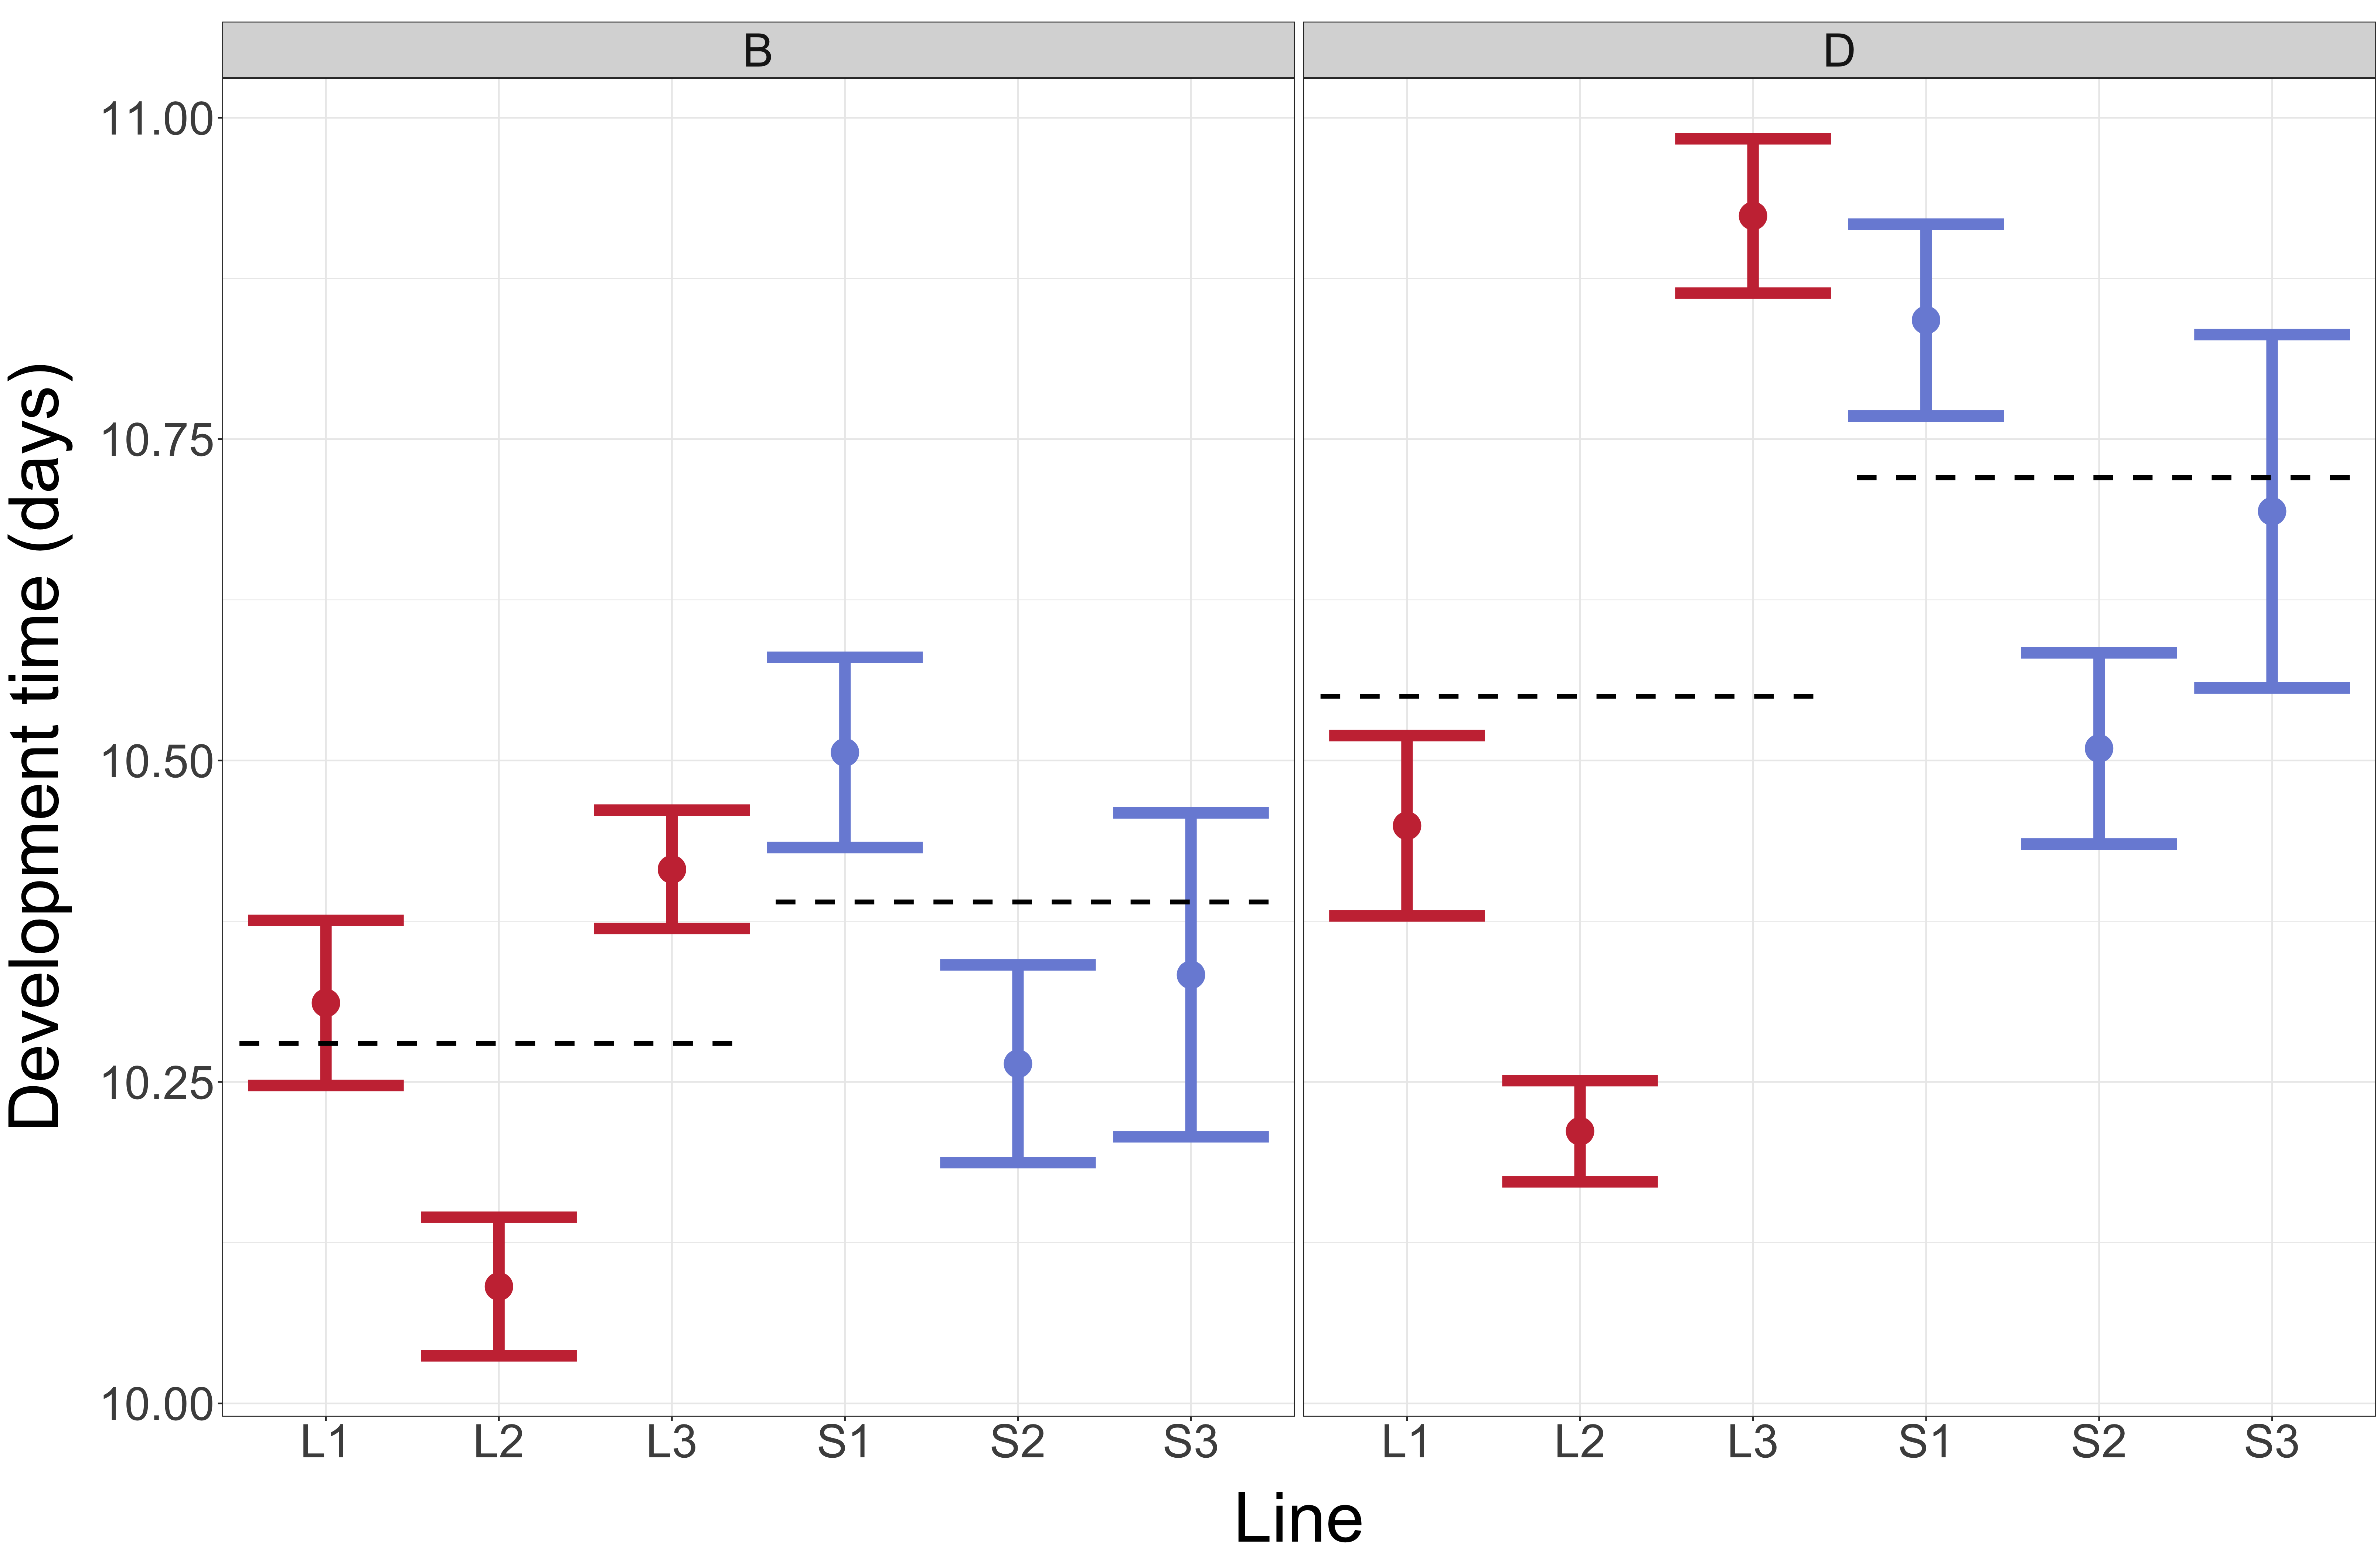 B
D
Development time (days)
11.00
10.75
10.50
10.25
10.00
L1 L2 L3 S1 S2 S3
L1 L2 L3 S1 S2 S3
Line